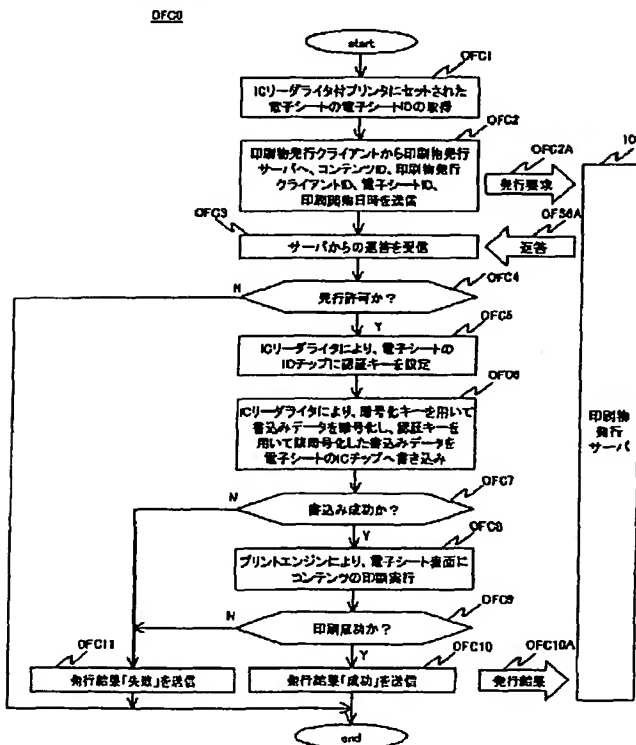 OFC0
start
OFC1
ICリーダライタ付プリンタにセットされた
電子シートの電子シートIDの取得
OFC2
印刷物発行クライアントから印刷物発行
サーバへ、コンテンツID、印刷物発行
クライアントID、電子シートID、
印刷開始日時を送信
OFC2A
発行要求
OFC3
サーバからの返答を受信
OFS6A
返答
OFC4
発行許可か?
N
Y
OFC5
ICリーダライタにより、電子シートの
ICチップに認証キーを設定
OFC6
ICリーダライタにより、暗号化キーを用いて
書込みデータを暗号化し、認証キーを
用いて該暗号化した書込みデータを
電子シートのICチップへ書き込み
印刷物
発行
サーバ
OFC7
書込み成功か?
N
Y
OFC8
プリントエンジンにより、電子シート表面に
コンテンツの印刷実行
OFC9
印刷成功か?
N
Y
OFC11
発行結果「失敗」を送信
OFC10
発行結果「成功」を送信
OFC10A
発行結果
end